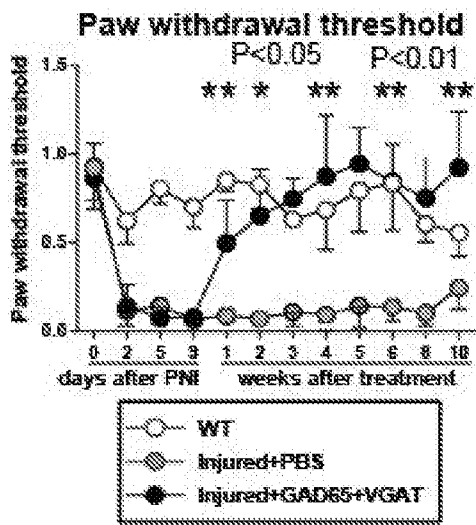 Paw withdrawal threshold
P<0.05 P<0.01
** * ** ** **
Paw withdrawal threshold
1.5
1.0
0.5
0.0
0 2 5 9 1 2 3 4 5 6 8 10
days after PNI weeks after treatment
WT
Injured+PBS
Injured+GAD65+VGAT